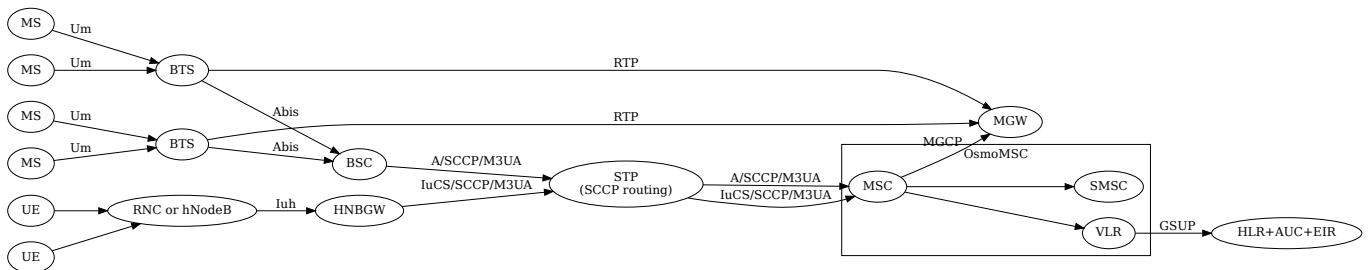 MS
Um
MS
Um
BTS
RTP
Abis
MS
Um
MS
Um
BTS
RTP
Abis
BSC
A/SCCP/M3UA
MGW
MGCP
OsmoMSC
STP
(SCCP routing)
A/SCCP/M3UA
IuCS/SCCP/M3UA
MSC
SMSC
UE
UE
RNC or hNodeB
Iuh
HNBGW
IuCS/SCCP/M3UA
VLR
GSUP
HLR+AUC+EIR